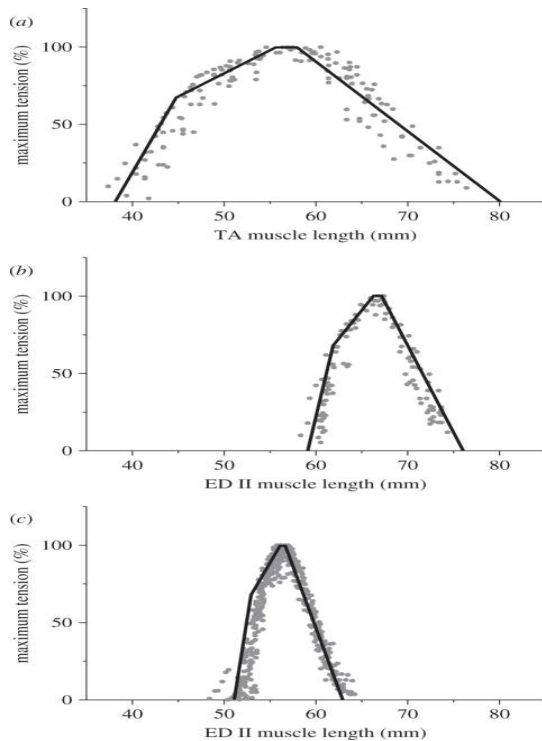 (a)
100
50
0
maximum tension (%)
40 50 60 70 80
TA muscle length (mm)
(b)
100
50
0
maximum tension (%)
40 60 70 80
ED II muscle length (mm)
(c)
100
50
0
maximum tension (%)
40 50 60 70 80
ED II muscle length (mm)